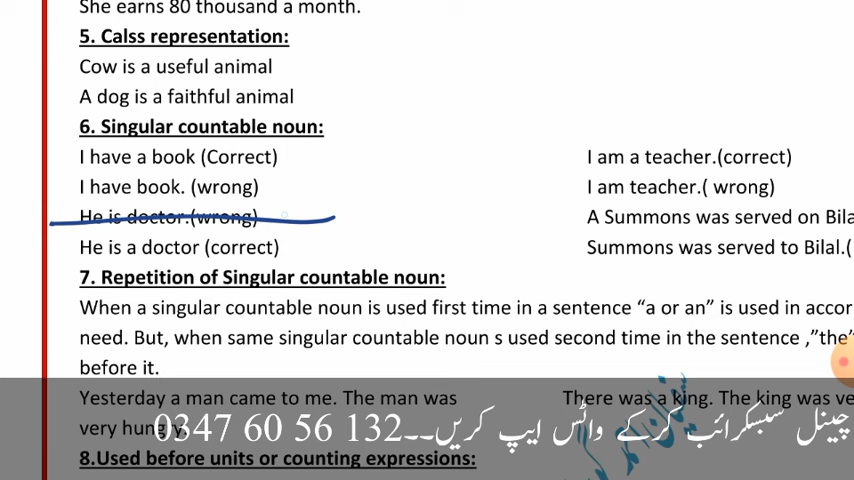 She earns 80 thousand a month.
5. Calss representation:
Cow is a useful animal
A dog is a faithful animal
6. Singular countable noun:
I have a book (Correct)
I am a teacher.(correct)
I have book. (wrong)
I am teacher.( wrong)
He is doctor.(wrong)
A Summons was served on Bila
He is a doctor (correct)
Summons was served to Bilal.(
7. Repetition of Singular countable noun:
When a singular countable noun is used first time in a sentence “a or an” is used in accor
need. But, when same singular countable noun s used second time in the sentence ,”the”
before it.
Yesterday a man came to me. The man was
There was a king. The king was ve
very hungry
چینل سبسکرائب کرکے واٹس ایپ کریں۔۔0347 60 56 132
8.Used before units or counting expressions: